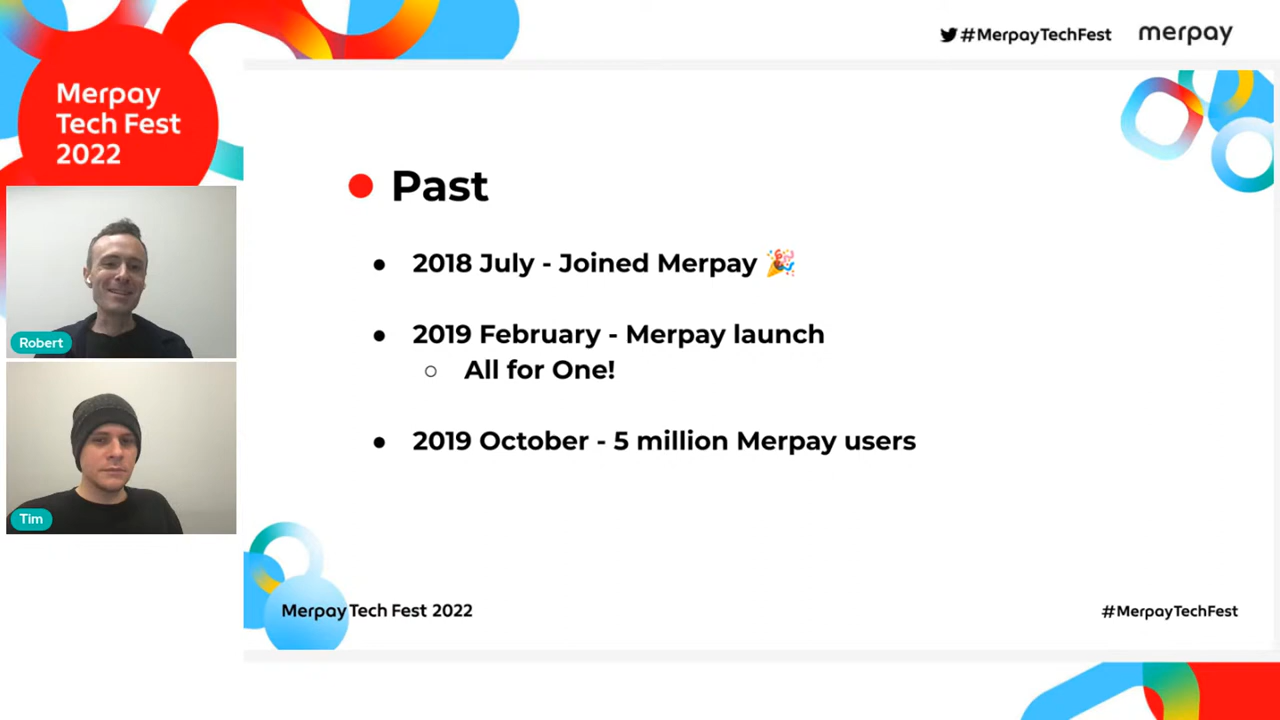 #MerpayTechFest
merpay
Merpay
Tech Fest
2022
Robert
Tim
Past
2018 July - Joined Merpay 🎉
2019 February - Merpay launch
All for One!
2019 October - 5 million Merpay users
Merpay Tech Fest 2022
#MerpayTechFest